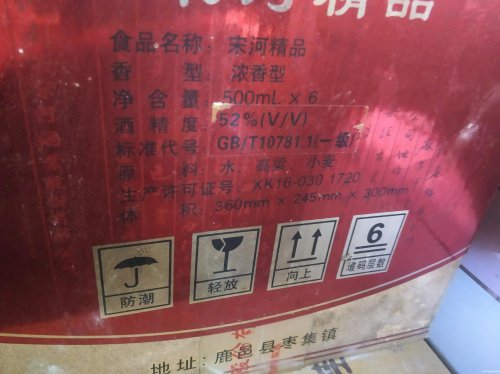 精品
食品名称: 宋河精品
香 型: 浓香型
净 含 量: 500mL × 6
酒 精 度: 52%(V/V)
标准代号: GB/T10781.1(一级)
原 料: 水、高粱、小麦
生产许可证号: XK16-030 1720
体 积: 360mm × 245mm × 300mm
防潮
轻放
向上
6
堆码层数
地址: 鹿邑县枣集镇